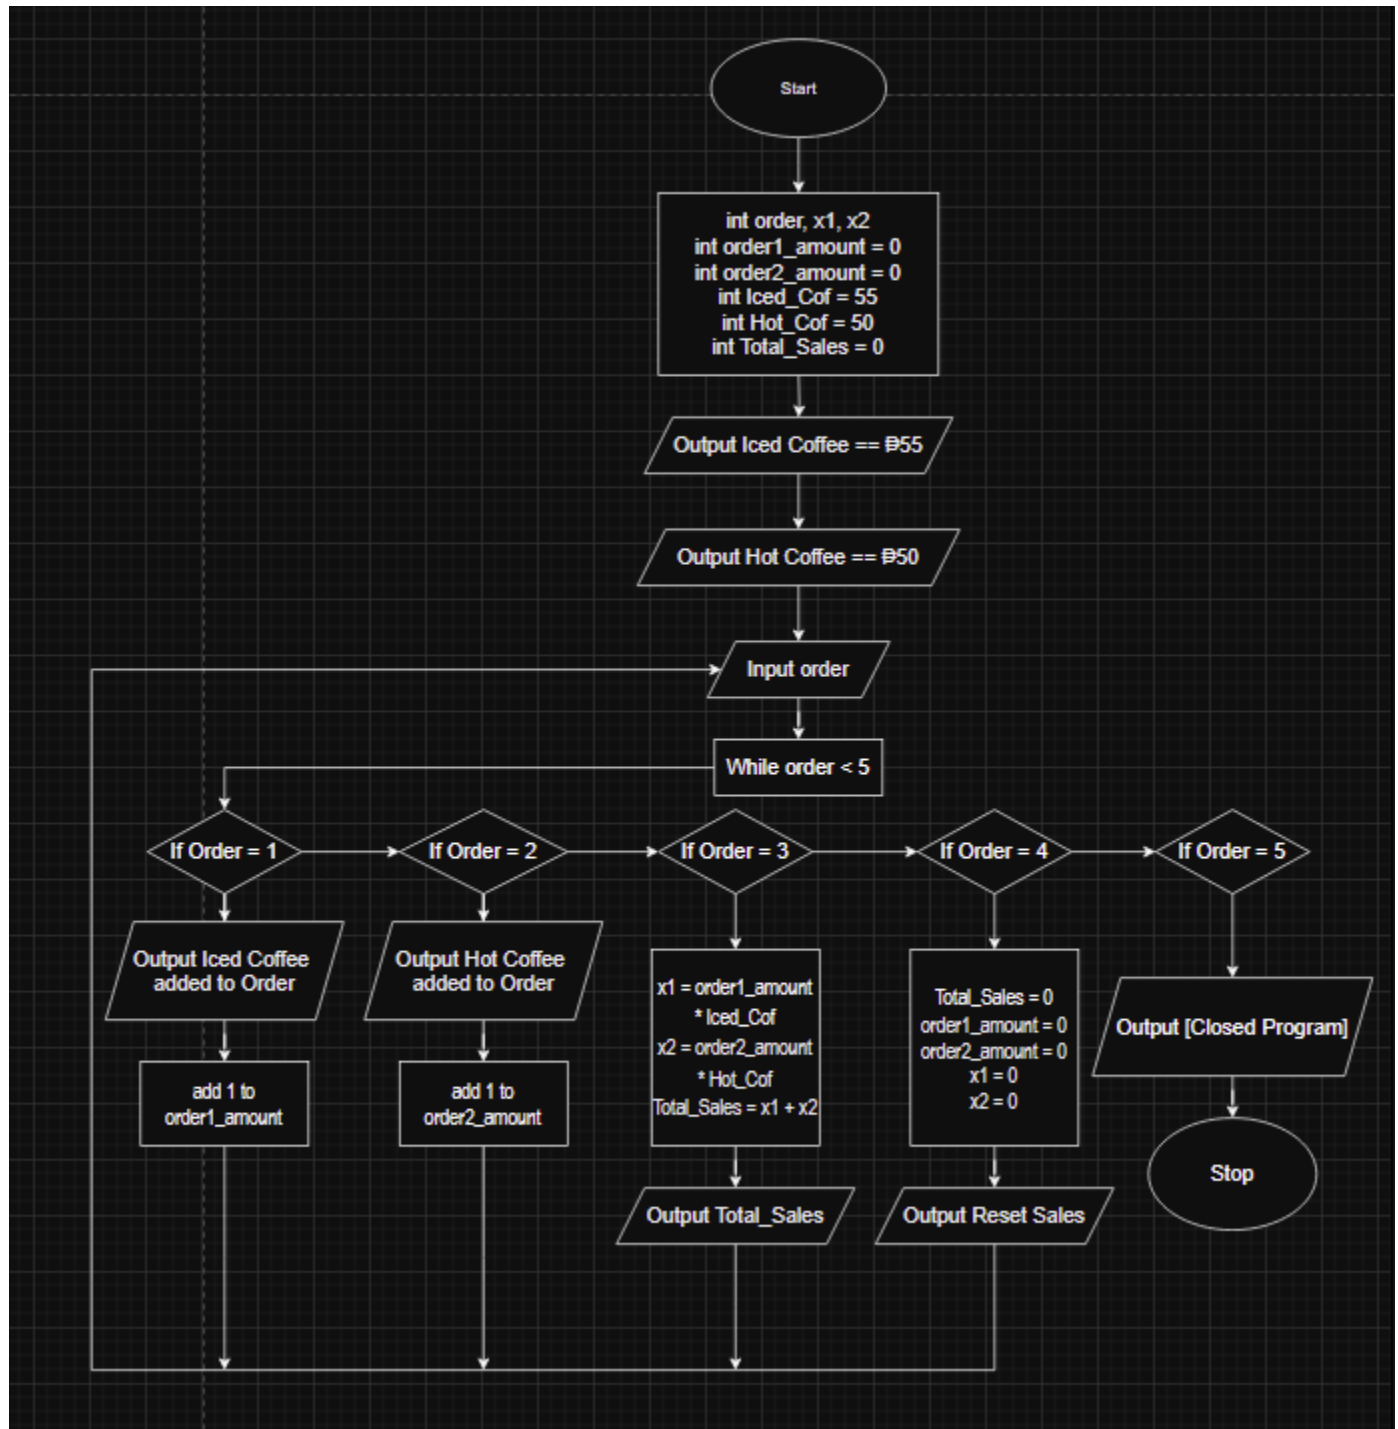 Start
int order, x1, x2
int order1_amount = 0
int order2_amount = 0
int Iced_Cof = 55
int Hot_Cof = 50
int Total_Sales = 0
Output Iced Coffee == ₱55
Output Hot Coffee == ₱50
Input order
While order < 5
If Order = 1
If Order = 2
If Order = 3
If Order = 4
If Order = 5
Output Iced Coffee
added to Order
add 1 to
order1_amount
Output Hot Coffee
added to Order
add 1 to
order2_amount
x1 = order1_amount
* Iced_Cof
x2 = order2_amount
* Hot_Cof
Total_Sales = x1 + x2
Output Total_Sales
Total_Sales = 0
order1_amount = 0
order2_amount = 0
x1 = 0
x2 = 0
Output Reset Sales
Output [Closed Program]
Stop